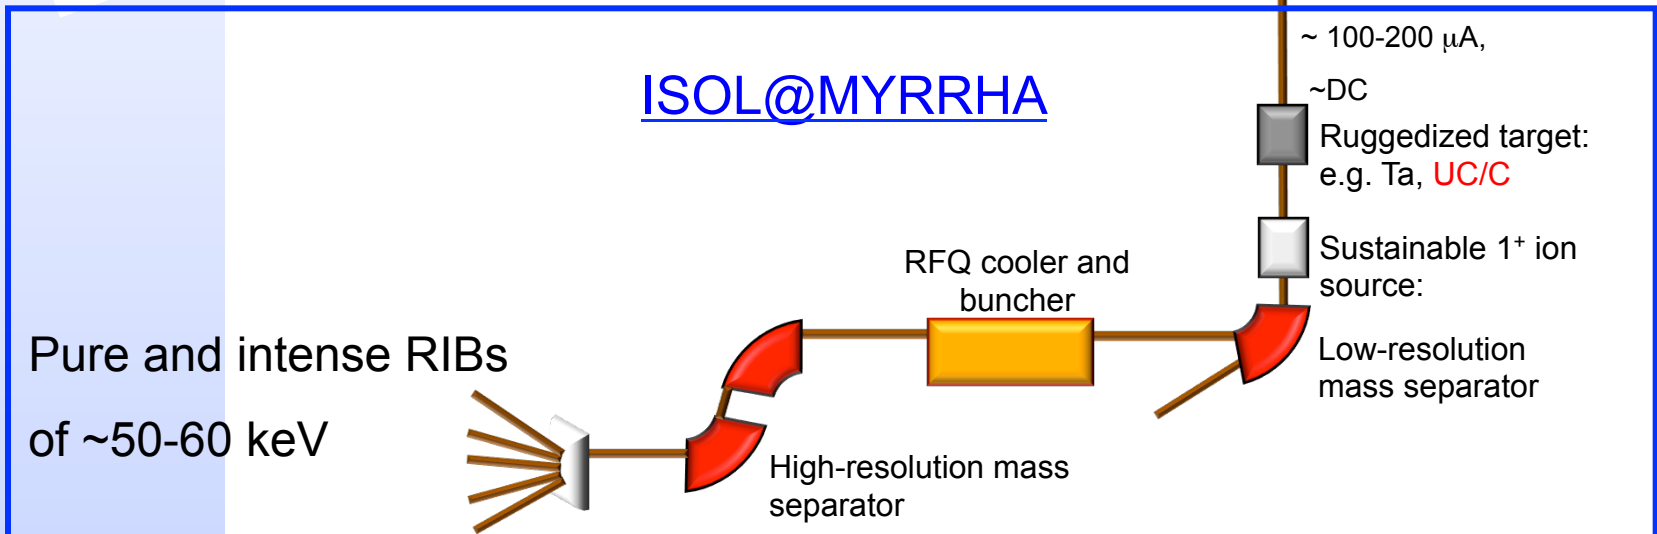 ~ 100-200 μA,
ISOL@MYRRHA
~DC
Ruggedized target:
e.g. Ta, UC/C
Sustainable 1⁺ ion
source:
RFQ cooler and
buncher
Low-resolution
mass separator
Pure and intense RIBs
of ~50-60 keV
High-resolution mass
separator